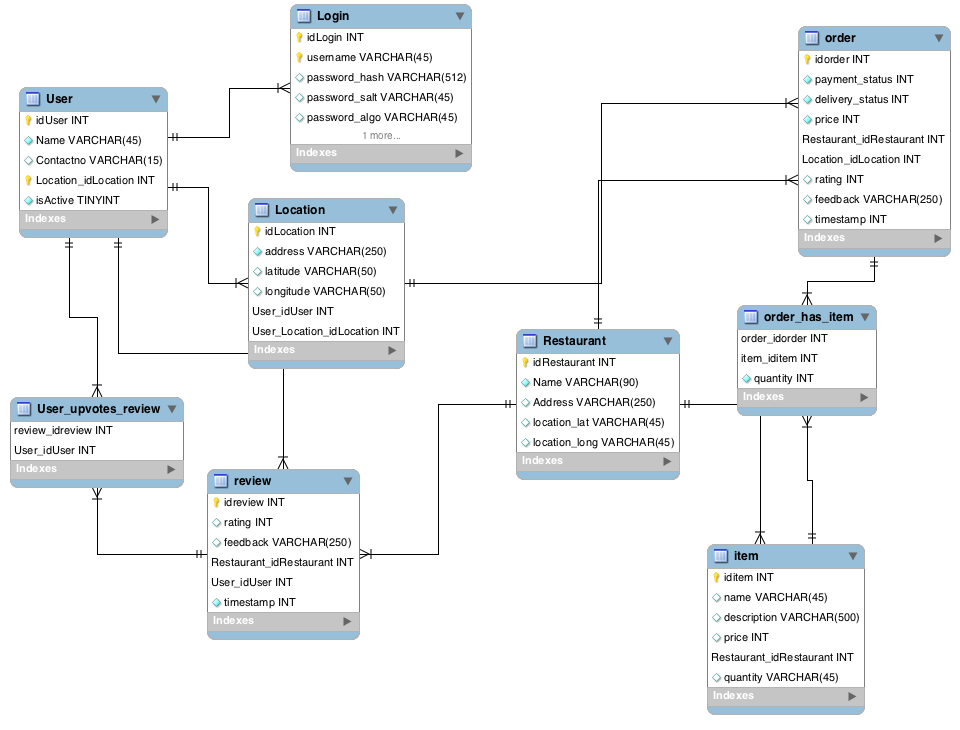 Login
idLogin INT
username VARCHAR(45)
password_hash VARCHAR(512)
password_salt VARCHAR(45)
password_algo VARCHAR(45)
1 more...
Indexes
order
idorder INT
payment_status INT
delivery_status INT
price INT
Restaurant_idRestaurant INT
Location_idLocation INT
rating INT
feedback VARCHAR(250)
timestamp INT
Indexes
User
idUser INT
Name VARCHAR(45)
Contactno VARCHAR(15)
Location_idLocation INT
isActive TINYINT
Indexes
Location
idLocation INT
address VARCHAR(250)
latitude VARCHAR(50)
longitude VARCHAR(50)
User_idUser INT
User_Location_idLocation INT
Indexes
order_has_item
order_idorder INT
item_iditem INT
quantity INT
Indexes
Restaurant
idRestaurant INT
Name VARCHAR(90)
Address VARCHAR(250)
location_lat VARCHAR(45)
location_long VARCHAR(45)
Indexes
User_upvotes_review
review_idreview INT
User_idUser INT
Indexes
review
idreview INT
rating INT
feedback VARCHAR(250)
Restaurant_idRestaurant INT
User_idUser INT
timestamp INT
Indexes
item
iditem INT
name VARCHAR(45)
description VARCHAR(500)
price INT
Restaurant_idRestaurant INT
quantity VARCHAR(45)
Indexes